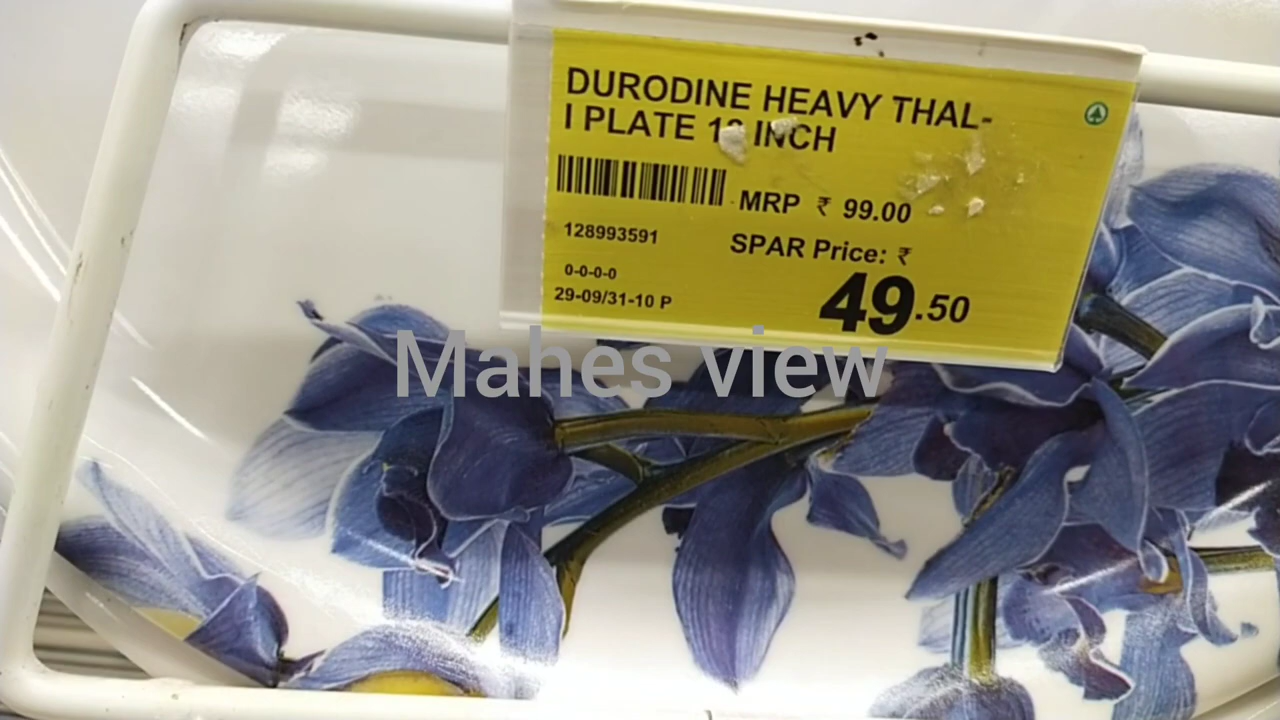 DURODINE HEAVY THAL-
I PLATE INCH
MRP ₹ 99.00
128993591
SPAR Price: ₹
0-0-0-0
29-09/31-10 P
49.50
Mahes view